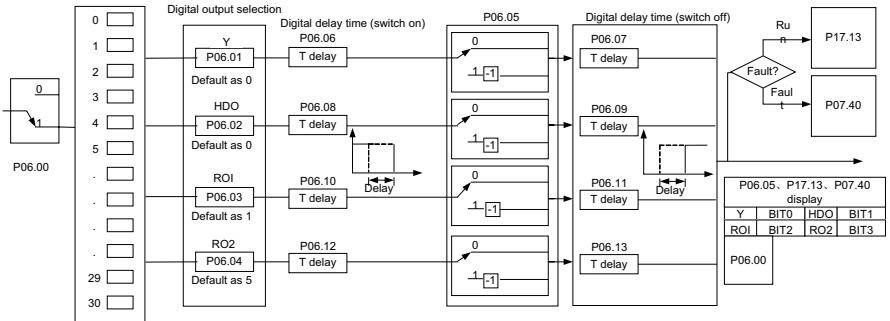 0
1
P06.00
0
1
2
3
4
5
.
.
.
.
29
30
Digital output selection
Y
P06.01
Default as 0
HDO
P06.02
Default as 0
ROI
P06.03
Default as 1
RO2
P06.04
Default as 5
Digital delay time (switch on)
P06.06
T delay
P06.08
T delay
Delay
P06.10
T delay
P06.12
T delay
P06.05
0
1
-1
0
1
-1
0
1
-1
0
1
-1
Digital delay time (switch off)
P06.07
T delay
P06.09
T delay
Delay
P06.11
T delay
P06.13
T delay
Ru
n
Fault?
Faul
t
P17.13
P07.40
P06.05、P17.13、P07.40
display
Y BIT0 HDO BIT1
ROI BIT2 RO2 BIT3
P06.00